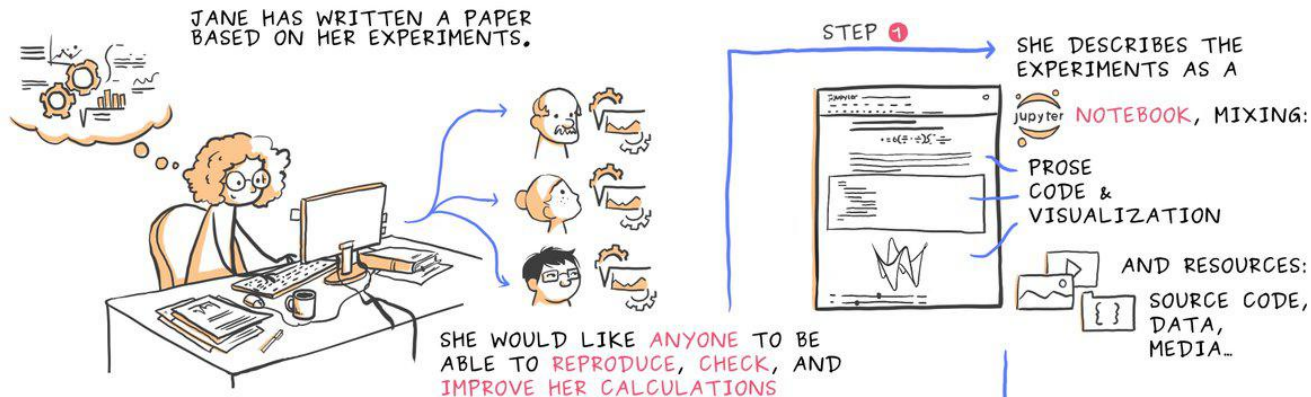 JANE HAS WRITTEN A PAPER
BASED ON HER EXPERIMENTS.
SHE WOULD LIKE ANYONE TO BE
ABLE TO REPRODUCE, CHECK, AND
IMPROVE HER CALCULATIONS
STEP 1
SHE DESCRIBES THE
EXPERIMENTS AS A
jupyter NOTEBOOK, MIXING:
jupyter
PROSE
CODE &
VISUALIZATION
AND RESOURCES:
{ }
SOURCE CODE,
DATA,
MEDIA…